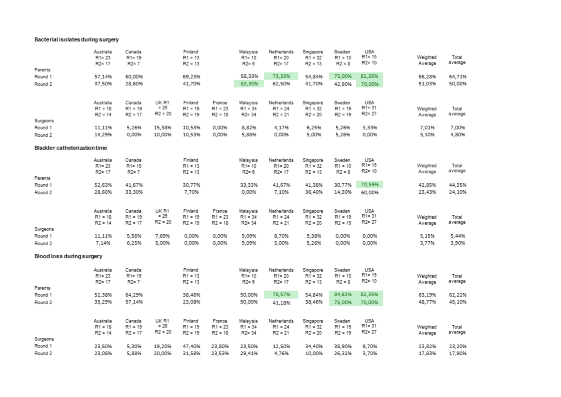 Bacterial isolates during surgery
Australia Canada Finland Malaysia Netherlands Singapore Sweden USA
R1= 23 R1= 19 R1 = 13 R1= 10 R1= 20 R1 = 31 R1 = 13 R1= 15 Weighted Total
R2= 17 R2= 7 R2 = 13 R2= 6 R2= 17 R2 = 13 R2 = 8 R2= 10 Average average
Parents
Round 1 57,14% 60,00% 69,23% 56,33% 73,33% 54,84% 75,00% 82,35% 66,28% 64,71%
Round 2 37,50% 28,60% 41,70% 83,30% 62,50% 41,70% 42,90% 70,00% 51,03% 50,00%
Australia Canada UK R1 Finland France Malaysia Netherlands Singapore Sweden USA
R1 = 18 R1 = 19 = 26 R1 = 19 R1 = 23 R1 = 34 R1 = 24 R1 = 32 R1 = 19 R1= 31 Weighted Total
R2 = 14 R2 = 17 R2 = 20 R2 = 19 R2 = 18 R2= 34 R2 = 21 R2 = 20 R2 = 19 R2= 27 Average average
Surgeons
Round 1 11,11% 5,26% 15,38% 10,53% 0,00% 8,82% 4,17% 6,25% 5,26% 3,33% 7,01% 7,00%
Round 2 14,29% 0,00% 10,00% 10,53% 0,00% 5,88% 0,00% 5,00% 5,26% 0,00% 5,10% 4,80%
Bladder catheterization time
Australia Canada Finland Malaysia Netherlands Singapore Sweden USA
R1= 23 R1= 19 R1 = 13 R1= 10 R1= 20 R1 = 31 R1 = 13 R1= 15 Weighted Total
R2= 17 R2= 7 R2 = 13 R2= 6 R2= 17 R2 = 13 R2 = 8 R2= 10 Average average
Parents
Round 1 52,63% 41,67% 30,77% 33,33% 41,67% 41,38% 30,77% 70,59% 42,85% 44,35%
Round 2 28,60% 33,30% 7,70% 0,00% 7,10% 36,40% 14,30% 60,00% 23,43% 24,10%
Australia Canada UK R1 Finland France Malaysia Netherlands Singapore Sweden USA
R1 = 18 R1 = 19 = 26 R1 = 19 R1 = 23 R1 = 34 R1 = 24 R1 = 32 R1 = 19 R1= 31 Weighted Total
R2 = 14 R2 = 17 R2 = 20 R2 = 19 R2 = 18 R2= 34 R2 = 21 R2 = 20 R2 = 19 R2= 27 Average average
Surgeons
Round 1 11,11% 5,56% 7,69% 0,00% 0,00% 9,09% 8,70% 9,38% 0,00% 0,00% 5,15% 5,44%
Round 2 7,14% 6,25% 5,00% 0,00% 0,00% 9,09% 5,00% 5,26% 0,00% 0,00% 3,77% 3,90%
Blood loss during surgery
Australia Canada Finland Malaysia Netherlands Singapore Sweden USA
R1= 23 R1= 19 R1 = 13 R1= 10 R1= 20 R1 = 31 R1 = 13 R1= 15 Weighted Total
R2= 17 R2= 7 R2 = 13 R2= 6 R2= 17 R2 = 13 R2 = 8 R2= 10 Average average
Parents
Round 1 52,38% 64,29% 38,46% 50,00% 76,57% 54,84% 84,62% 82,35% 63,19% 62,22%
Round 2 35,29% 57,14% 23,08% 50,00% 41,18% 38,46% 75,00% 70,00% 48,77% 45,10%
Australia Canada UK R1 Finland France Malaysia Netherlands Singapore Sweden USA
R1 = 18 R1 = 19 = 26 R1 = 19 R1 = 23 R1 = 34 R1 = 24 R1 = 32 R1 = 19 R1= 31 Weighted Total
R2 = 14 R2 = 17 R2 = 20 R2 = 19 R2 = 18 R2= 34 R2 = 21 R2 = 20 R2 = 19 R2= 27 Average average
Surgeons
Round 1 23,50% 5,30% 19,20% 47,40% 23,80% 23,50% 12,50% 34,40% 38,90% 9,70% 23,82% 23,20%
Round 2 23,08% 5,88% 20,00% 31,58% 23,53% 29,41% 4,76% 10,00% 26,32% 3,70% 17,83% 17,90%